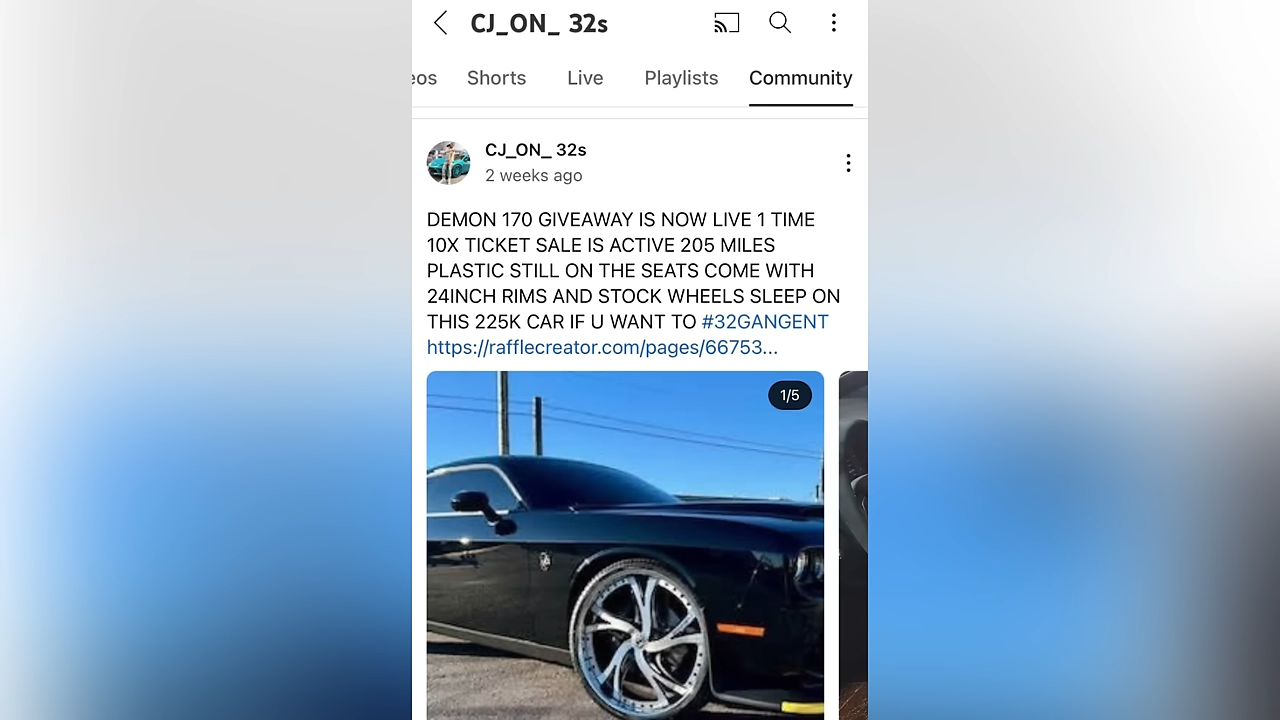 CJ_ON_ 32s
eos Shorts Live Playlists Community
CJ_ON_ 32s
2 weeks ago
DEMON 170 GIVEAWAY IS NOW LIVE 1 TIME
10X TICKET SALE IS ACTIVE 205 MILES
PLASTIC STILL ON THE SEATS COME WITH
24INCH RIMS AND STOCK WHEELS SLEEP ON
THIS 225K CAR IF U WANT TO #32GANGENT
https://rafflecreator.com/pages/66753...
1/5